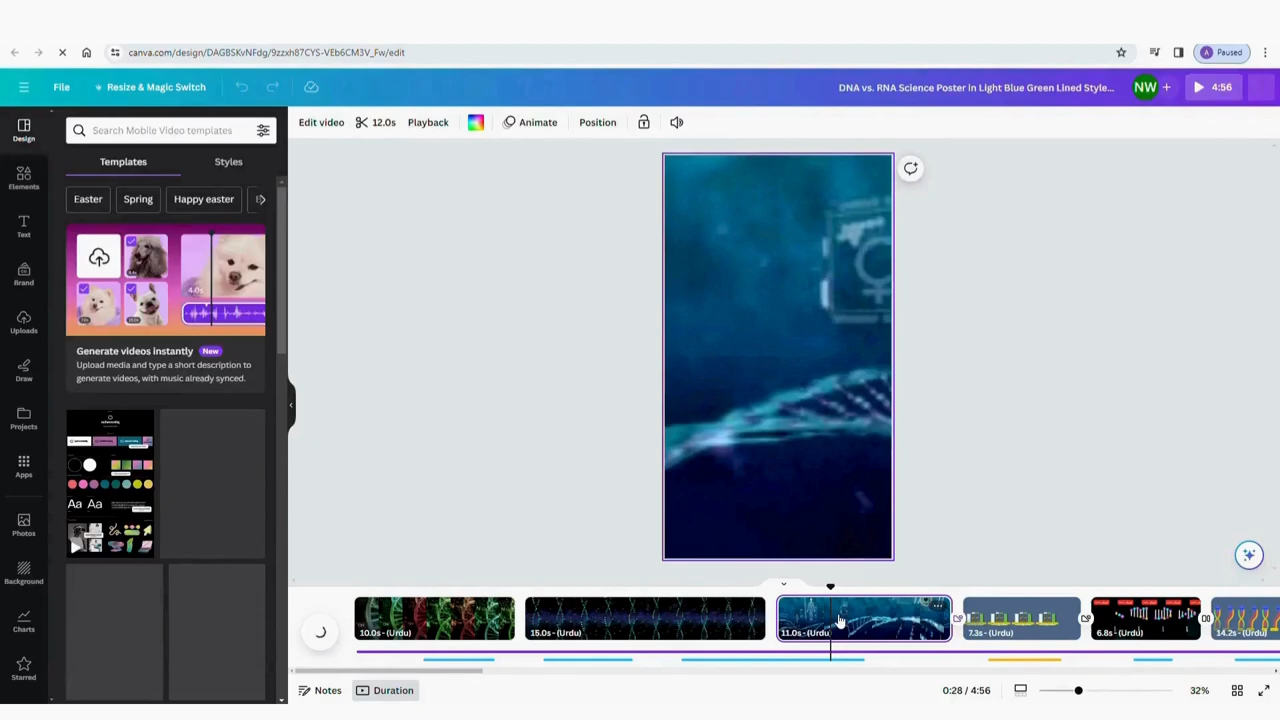 canva.com/design/DAGBSKvNFdg/9zzxh87CYS-VEb6CM3V_Fw/edit
A Paused
File
Resize & Magic Switch
DNA vs. RNA Science Poster in Light Blue Green Lined Style...
NW
+
4:56
Design
Elements
Text
Brand
Uploads
Draw
Projects
Apps
Photos
Background
Charts
Starred
Search Mobile Video templates
Templates
Styles
Easter
Spring
Happy easter
4.0s
Generate videos instantly New
Upload media and type a short description to
generate videos, with music already synced.
Aa Aa
Edit video
12.0s
Playback
Animate
Position
10.0s - (Urdu)
15.0s - (Urdu)
11.0s - (Urdu
7.3s - (Urdu)
6.8s - (Urdu)
14.2s - (Urdu
Notes
Duration
0:28 / 4:56
32%